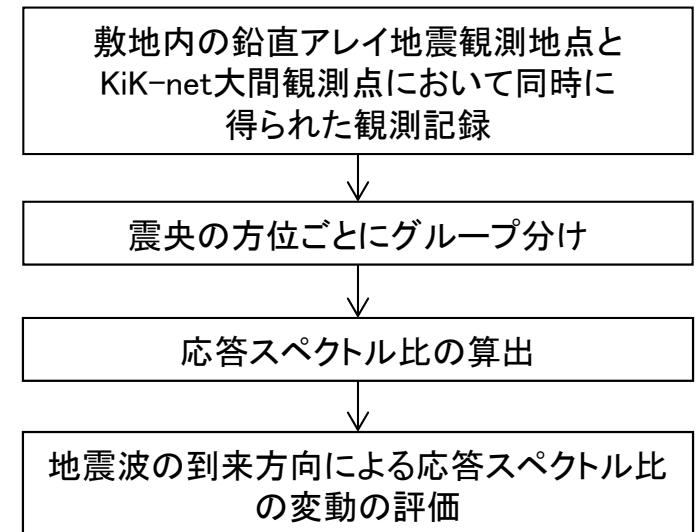 敷地内の鉛直アレイ地震観測地点と
KiK-net大間観測点において同時に
得られた観測記録
震央の方位ごとにグループ分け
応答スペクトル比の算出
地震波の到来方向による応答スペクトル比
の変動の評価